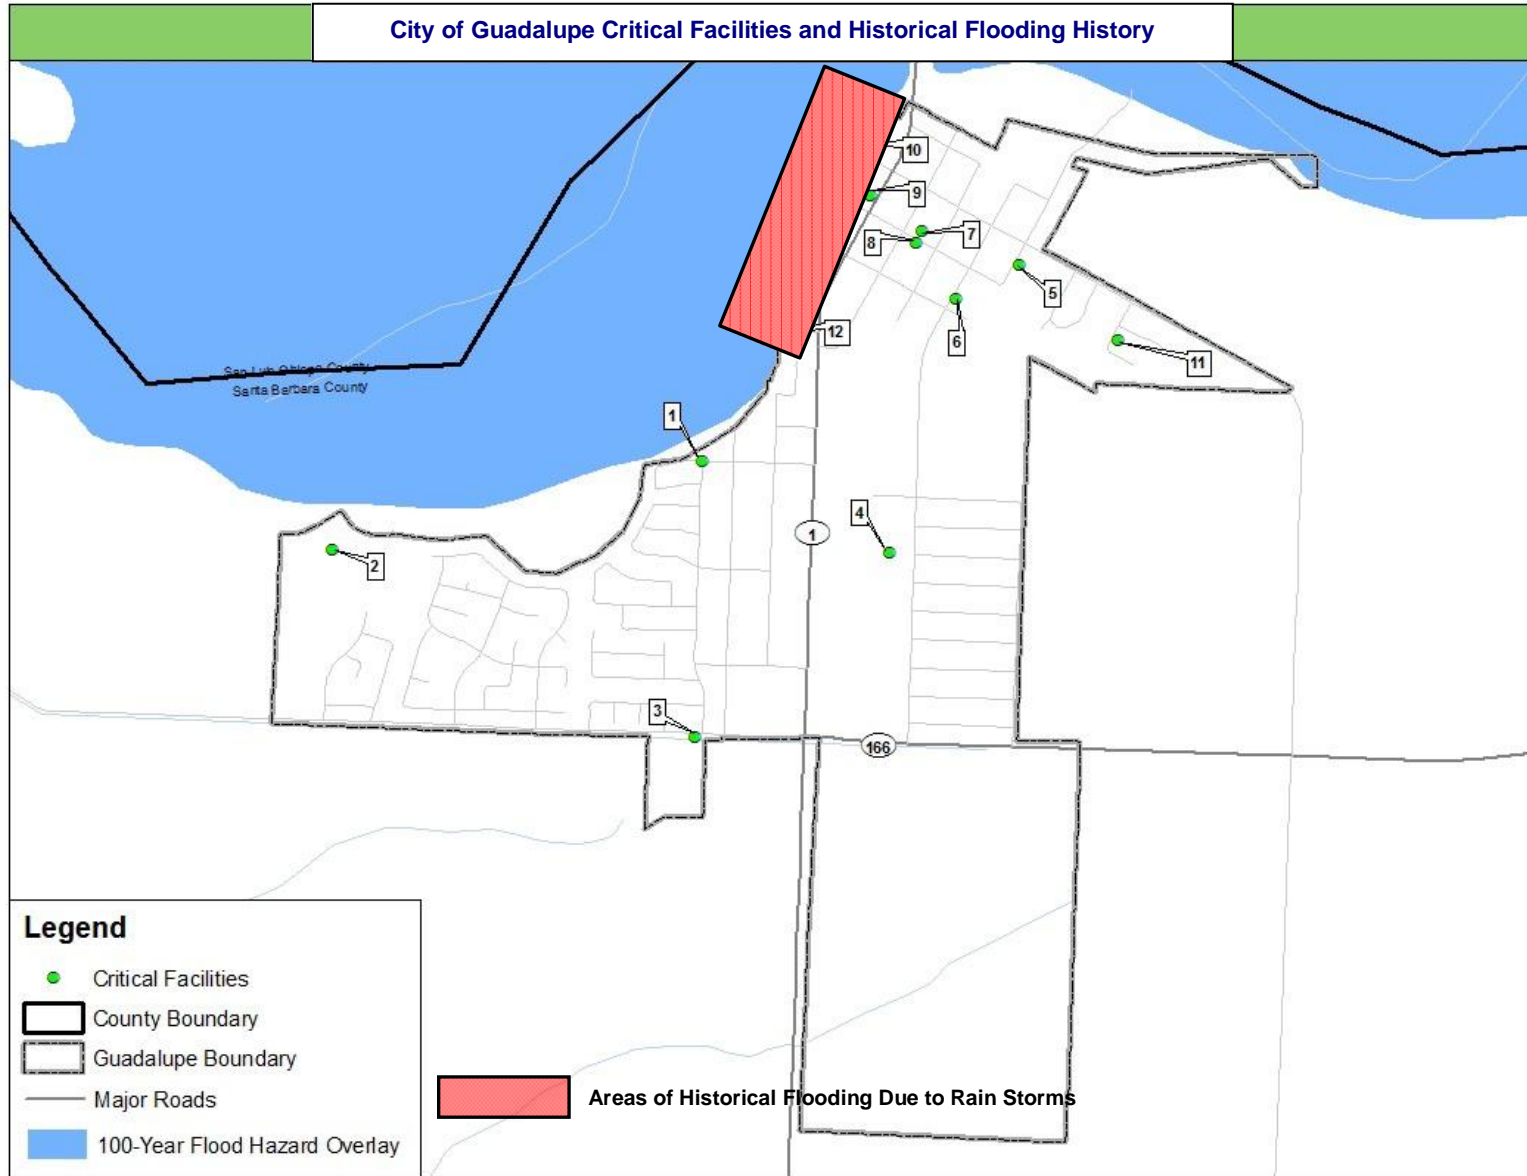 City of Guadalupe Critical Facilities and Historical Flooding History
10
9
8
7
5
6
12
11
San Luis Obispo County
Santa Barbara County
1
4
1
2
3
166
Legend
Critical Facilities
County Boundary
Guadalupe Boundary
Major Roads
100-Year Flood Hazard Overlay
Areas of Historical Flooding Due to Rain Storms